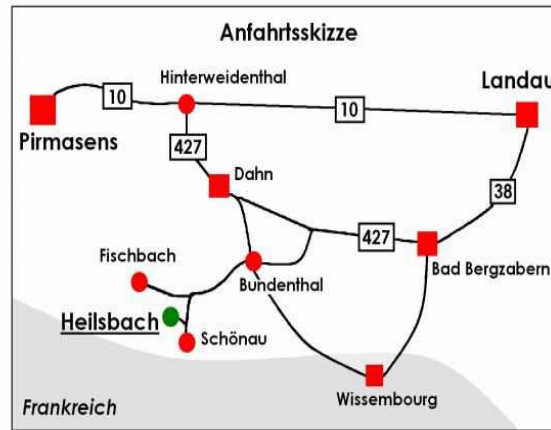 Anfahrtsskizze
Hinterweidenthal
Landau
10
10
Pirmasens
427
Dahn
38
427
Fischbach
Bundenthal
Bad Bergzabern
Heilsbach
Schönau
Wissembourg
Frankreich